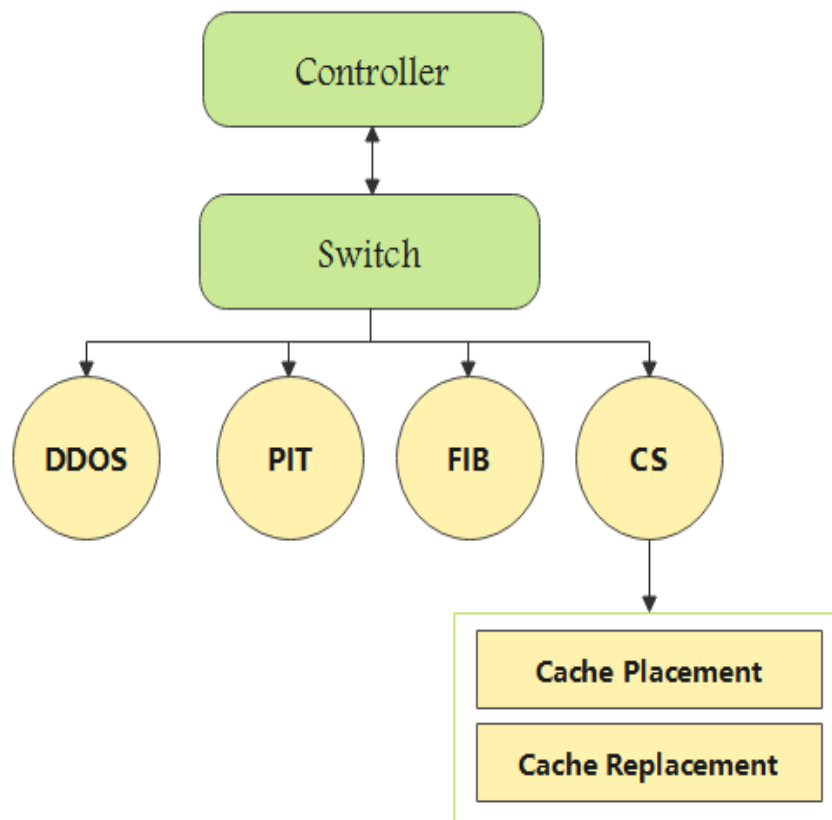 Controller
Switch
DDOS
PIT
FIB
CS
Cache Placement
Cache Replacement